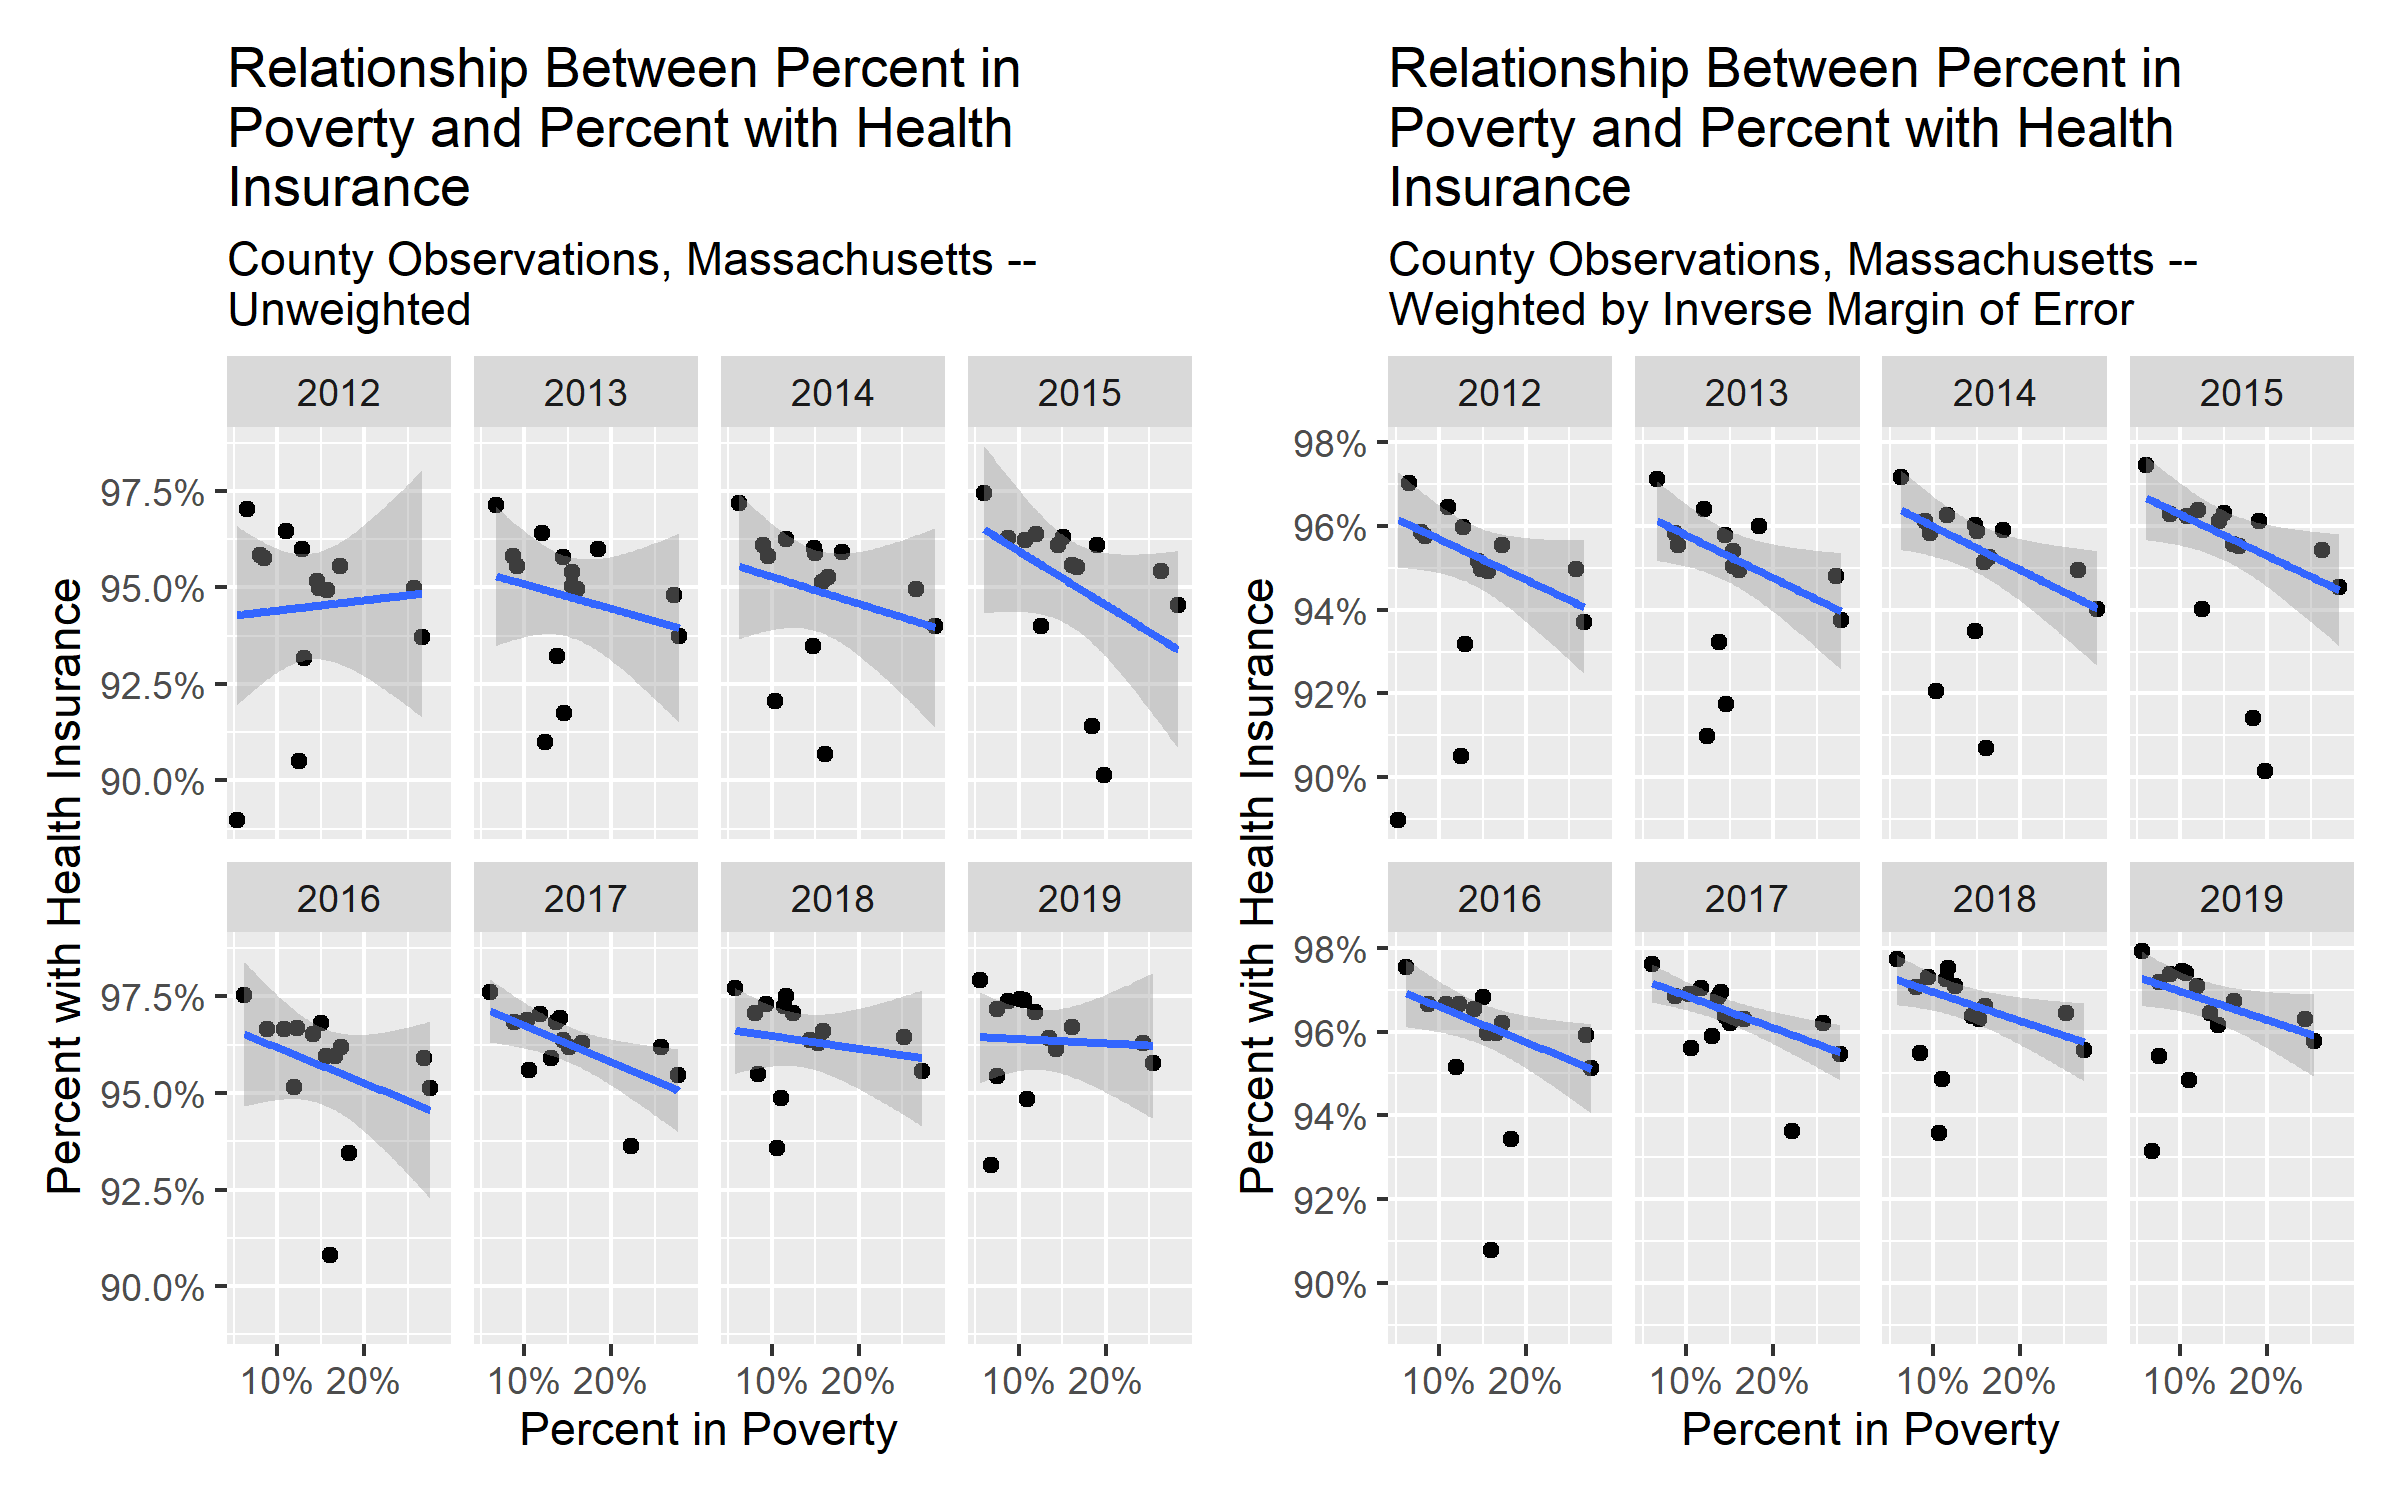 Relationship Between Percent in
Poverty and Percent with Health
Insurance
County Observations, Massachusetts --
Unweighted
2012 2013 2014 2015
97.5%
95.0%
92.5%
90.0%
2016 2017 2018 2019
97.5%
95.0%
92.5%
90.0%
10% 20% 10% 20% 10% 20% 10% 20%
Percent in Poverty
Percent with Health Insurance
Relationship Between Percent in
Poverty and Percent with Health
Insurance
County Observations, Massachusetts --
Weighted by Inverse Margin of Error
2012 2013 2014 2015
98%
96%
94%
92%
90%
2016 2017 2018 2019
98%
96%
94%
92%
90%
10% 20% 10% 20% 10% 20% 10% 20%
Percent in Poverty
Percent with Health Insurance